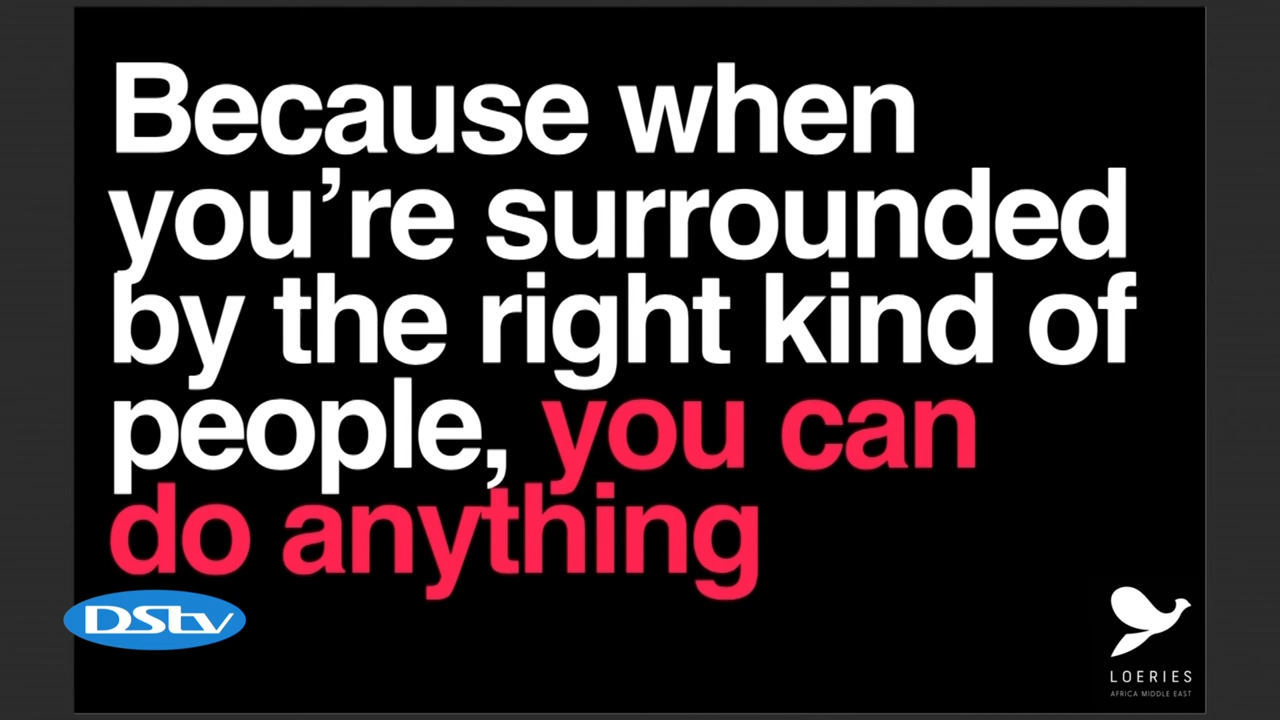 Because when
you’re surrounded
by the right kind of
people, you can
do anything
DStv
LOERIES
AFRICA MIDDLE EAST